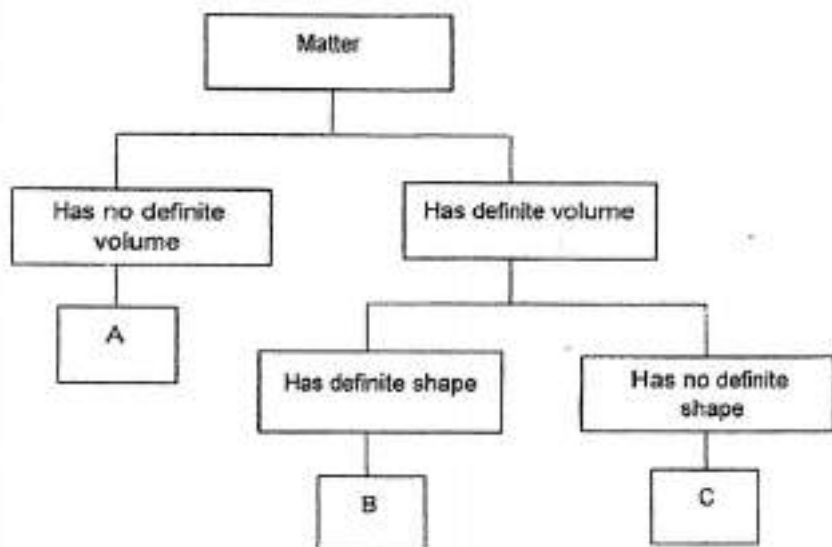 Matter
Has no definite
volume
Has definite volume
A
Has definite shape
Has no definite
shape
B
C